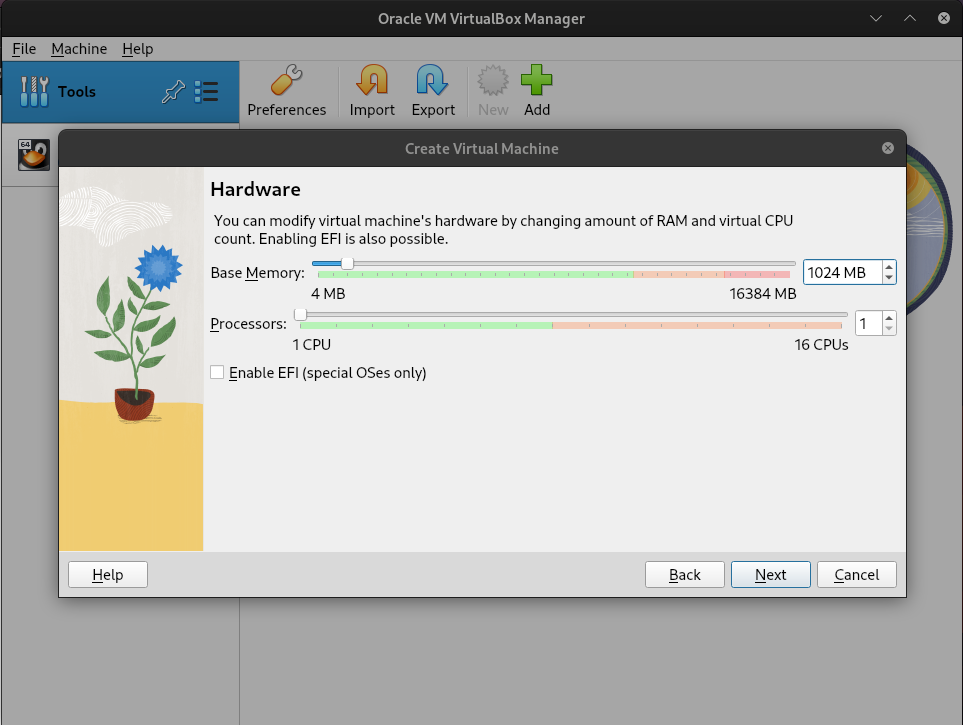 Oracle VM VirtualBox Manager
File Machine Help
Tools
Preferences Import Export New Add
64
Create Virtual Machine
Hardware
You can modify virtual machine's hardware by changing amount of RAM and virtual CPU
count. Enabling EFI is also possible.
Base Memory: 1024 MB
4 MB 16384 MB
Processors: 1
1 CPU 16 CPUs
Enable EFI (special OSes only)
Help Back Next Cancel